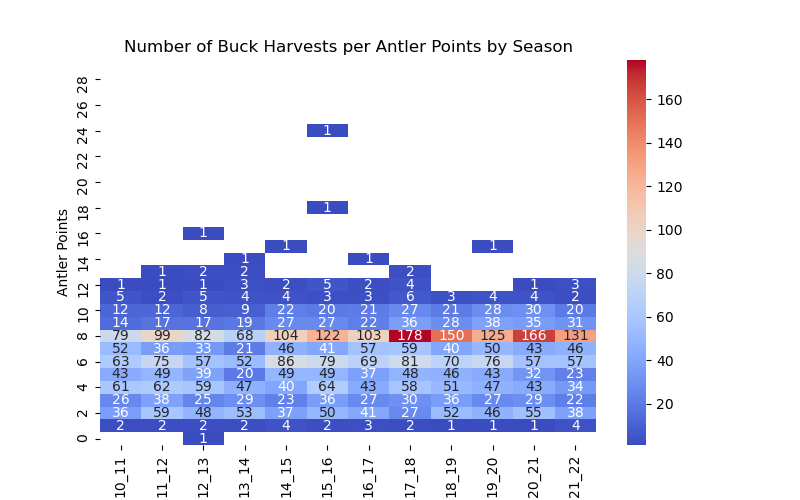 Number of Buck Harvests per Antler Points by Season
28
26
24 1
22
20
18 1
16 1
1 1
14 1 1
1 2 2 2
12 1 1 1 3 2 5 2 4 1 3
5 2 5 4 4 3 3 6 3 4 4 2
10 12 12 8 9 22 20 21 27 21 28 30 20
14 17 17 19 27 27 22 36 28 38 35 31
8 79 99 82 68 104 122 103 178 150 125 166 131
52 36 33 21 46 41 57 59 40 50 43 46
6 63 75 57 52 86 79 69 81 70 76 57 57
43 49 39 20 49 49 37 48 46 43 32 23
4 61 62 59 47 40 64 43 58 51 47 43 34
26 38 25 29 23 36 27 30 36 27 29 22
2 36 59 48 53 37 50 41 27 52 46 55 38
2 2 2 2 4 2 3 2 1 1 1 4
0 1
Antler Points
10_11 11_12 12_13 13_14 14_15 15_16 16_17 17_18 18_19 19_20 20_21 21_22
160
140
120
100
80
60
40
20